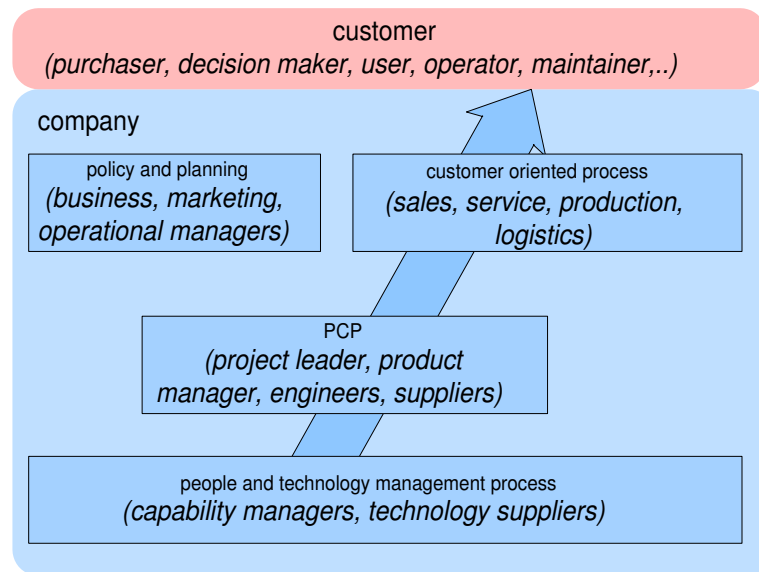 customer
(purchaser, decision maker, user, operator, maintainer,..)
company
policy and planning
(business, marketing,
operational managers)
customer oriented process
(sales, service, production,
logistics)
PCP
(project leader, product
manager, engineers, suppliers)
people and technology management process
(capability managers, technology suppliers)